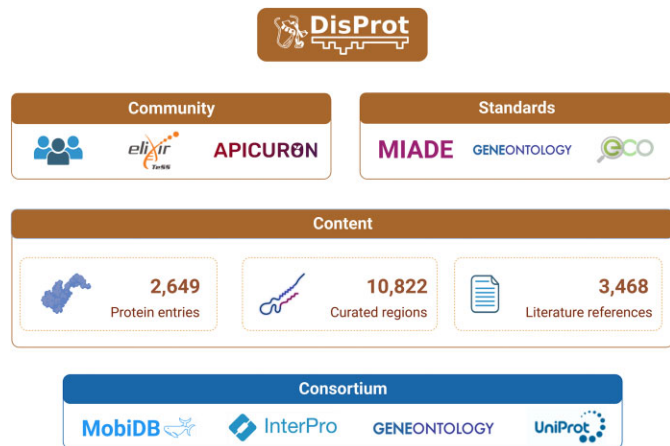 DisProt
Community
Standards
elixir
TeSS
APICURON
MIADE
GENEONTOLOGY
eco
Content
2,649
Protein entries
10,822
Curated regions
3,468
Literature references
Consortium
MobiDB
InterPro
GENEONTOLOGY
UniProt